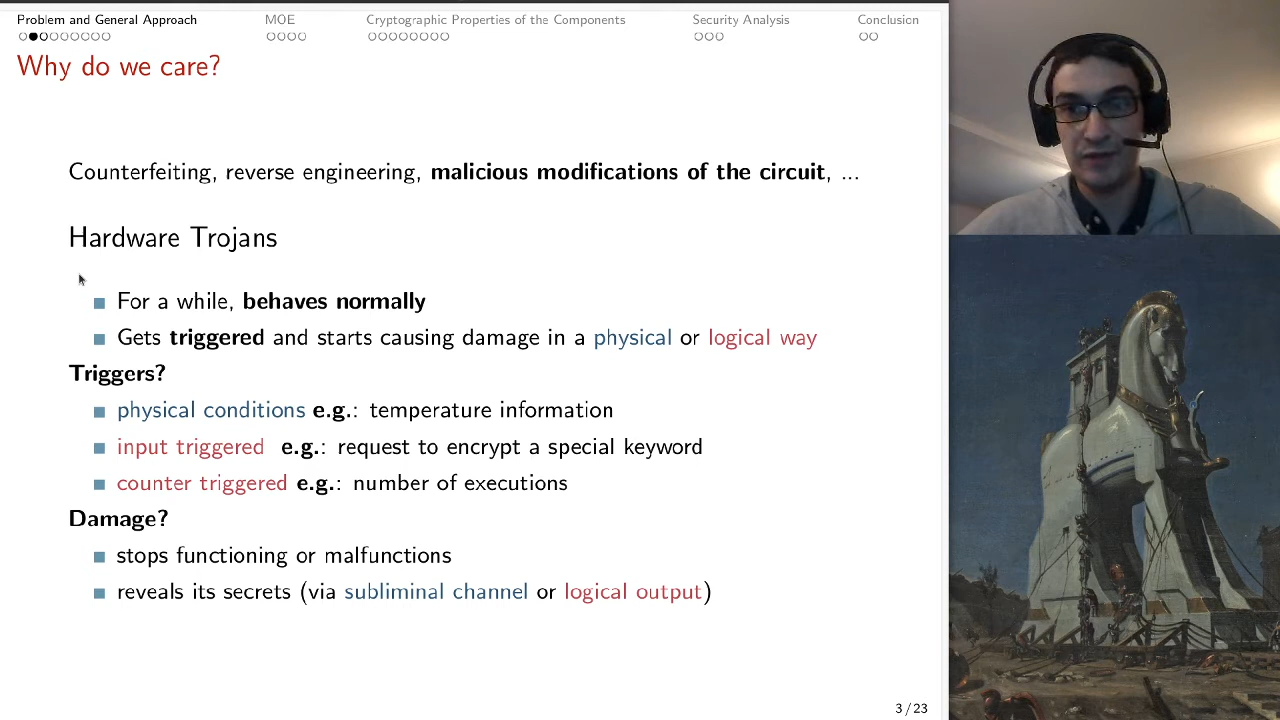 Problem and General Approach MOE Cryptographic Properties of the Components Security Analysis Conclusion
Why do we care?
Counterfeiting, reverse engineering, malicious modifications of the circuit, ...
Hardware Trojans
For a while, behaves normally
Gets triggered and starts causing damage in a physical or logical way
Triggers?
physical conditions e.g.: temperature information
input triggered e.g.: request to encrypt a special keyword
counter triggered e.g.: number of executions
Damage?
stops functioning or malfunctions
reveals its secrets (via subliminal channel or logical output)
3 / 23